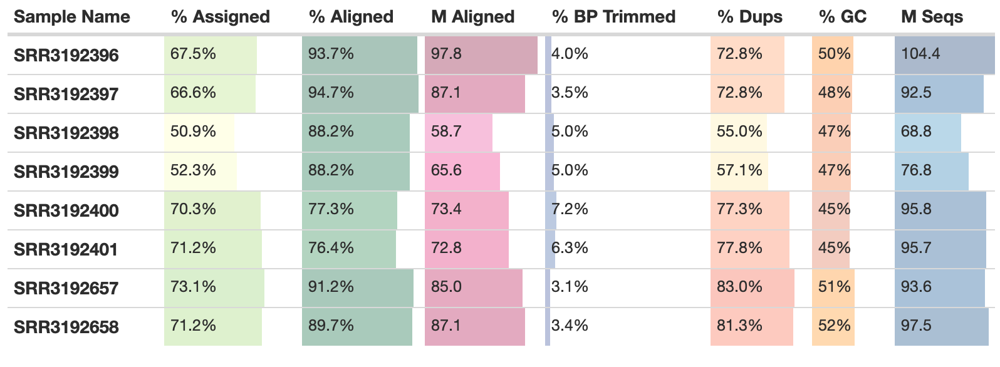 Sample Name % Assigned % Aligned M Aligned % BP Trimmed % Dups % GC M Seqs
SRR3192396 67.5% 93.7% 97.8 4.0% 72.8% 50% 104.4
SRR3192397 66.6% 94.7% 87.1 3.5% 72.8% 48% 92.5
SRR3192398 50.9% 88.2% 58.7 5.0% 55.0% 47% 68.8
SRR3192399 52.3% 88.2% 65.6 5.0% 57.1% 47% 76.8
SRR3192400 70.3% 77.3% 73.4 7.2% 77.3% 45% 95.8
SRR3192401 71.2% 76.4% 72.8 6.3% 77.8% 45% 95.7
SRR3192657 73.1% 91.2% 85.0 3.1% 83.0% 51% 93.6
SRR3192658 71.2% 89.7% 87.1 3.4% 81.3% 52% 97.5